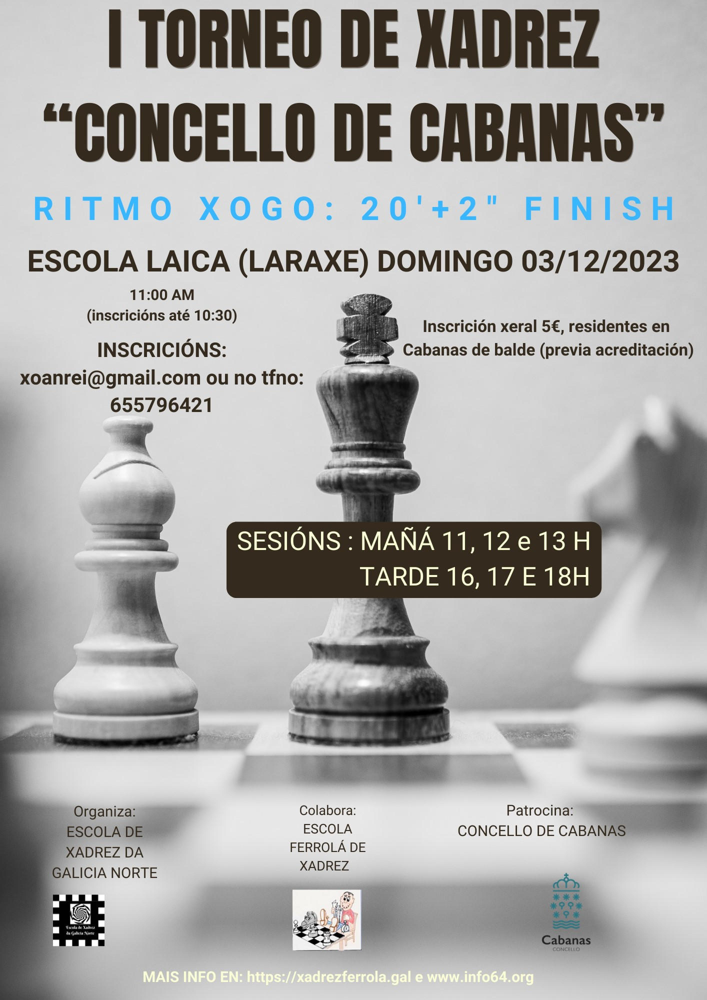 I TORNEO DE XADREZ
“CONCELLO DE CABANAS”
RITMO XOGO: 20'+2" FINISH
ESCOLA LAICA (LARAXE) DOMINGO 03/12/2023
11:00 AM
(inscricións até 10:30)
INSCRICIÓNS:
xoanrei@gmail.com ou no tfno:
655796421
Inscrición xeral 5€, residentes en
Cabanas de balde (previa acreditación)
SESIÓNS : MAÑÁ 11, 12 e 13 H
TARDE 16, 17 E 18H
Organiza:
ESCOLA DE
XADREZ DA
GALICIA NORTE
Escola de Xadrez
da Galicia Norte
Colabora:
ESCOLA
FERROLÁ DE
XADREZ
Patrocina:
CONCELLO DE CABANAS
Cabanas
CONCELLO
MAIS INFO EN: https://xadrezferrola.gal e www.info64.org